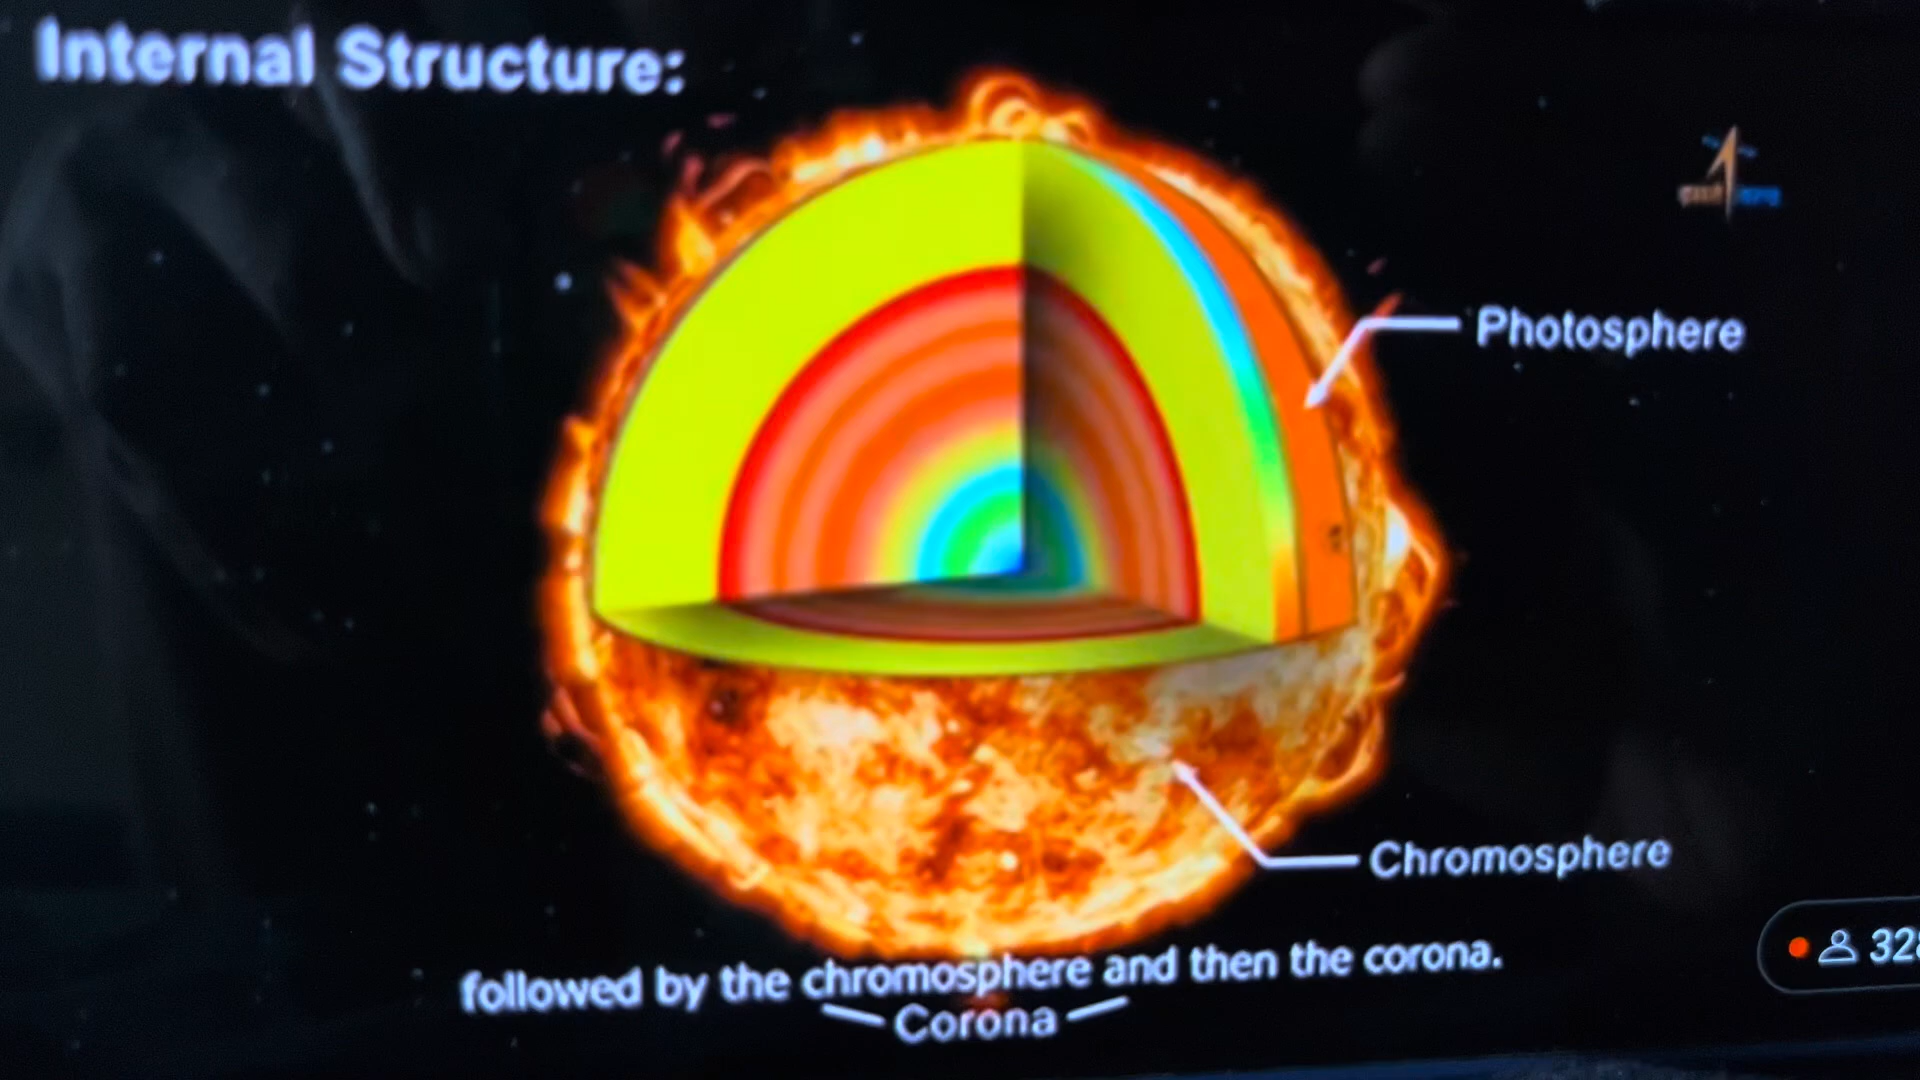 Internal Structure:
Photosphere
Chromosphere
followed by the chromosphere and then the corona.
Corona